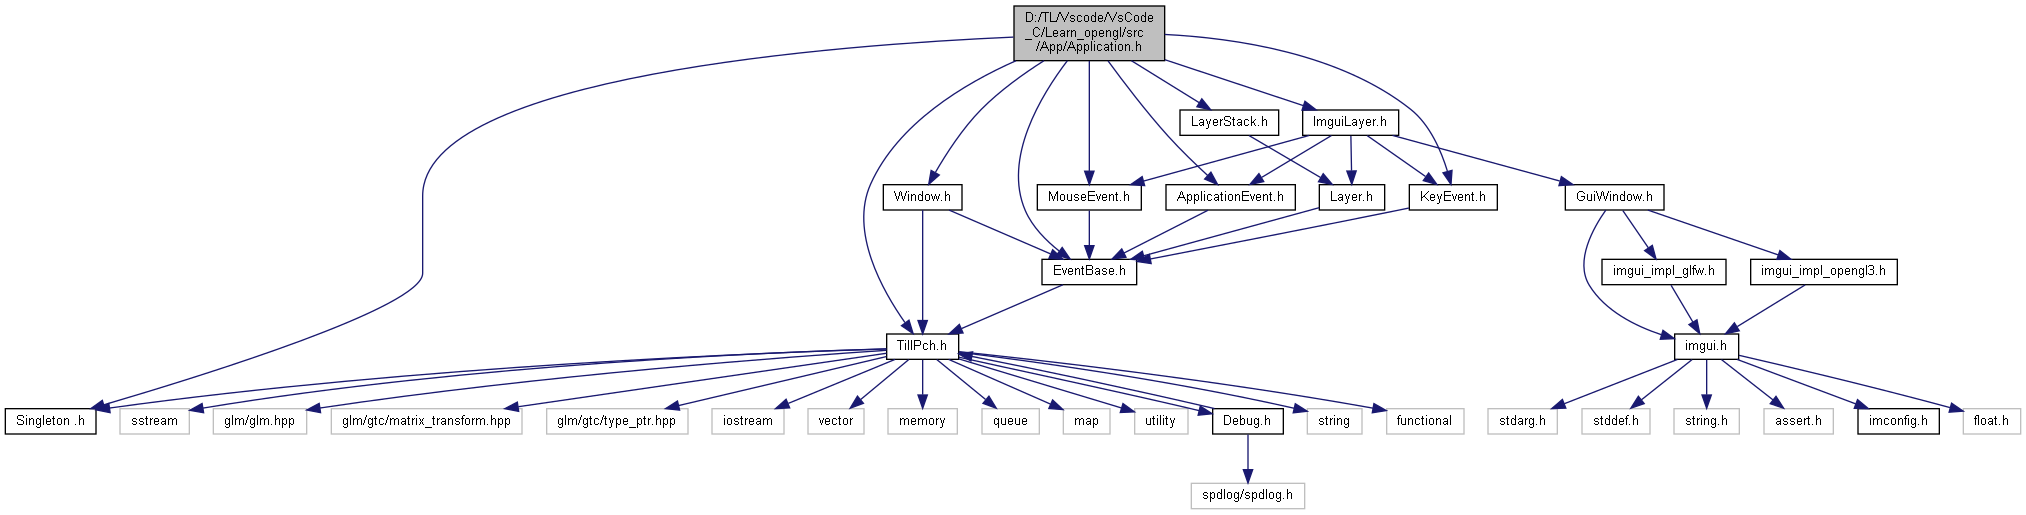 D:/TL/Vscode/VsCode
_C/Learn_opengl/src
/App/Application.h
LayerStack.h
ImguiLayer.h
Window.h
MouseEvent.h
ApplicationEvent.h
Layer.h
KeyEvent.h
GuiWindow.h
EventBase.h
imgui_impl_glfw.h
imgui_impl_opengl3.h
TillPch.h
imgui.h
Singleton .h
sstream
glm/glm.hpp
glm/gtc/matrix_transform.hpp
glm/gtc/type_ptr.hpp
iostream
vector
memory
queue
map
utility
Debug.h
string
functional
stdarg.h
stddef.h
string.h
assert.h
imconfig.h
float.h
spdlog/spdlog.h